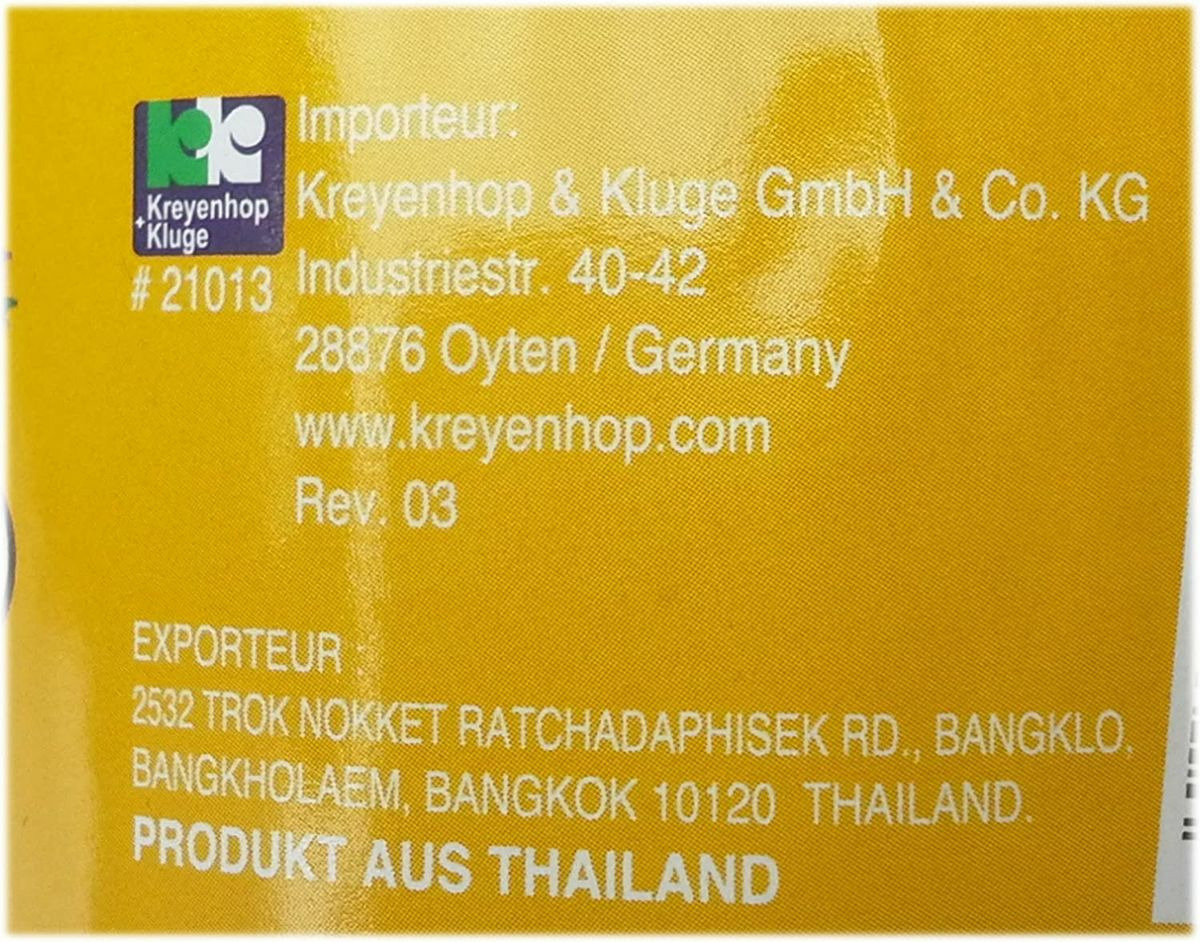 Kreyenhop
+ Kluge
# 21013
Importeur:
Kreyenhop & Kluge GmbH & Co. KG
Industriestr. 40-42
28876 Oyten / Germany
www.kreyenhop.com
Rev. 03
EXPORTEUR :
2532 TROK NOKKET RATCHADAPHISEK RD., BANGKLO,
BANGKHOLAEM, BANGKOK 10120 THAILAND.
PRODUKT AUS THAILAND